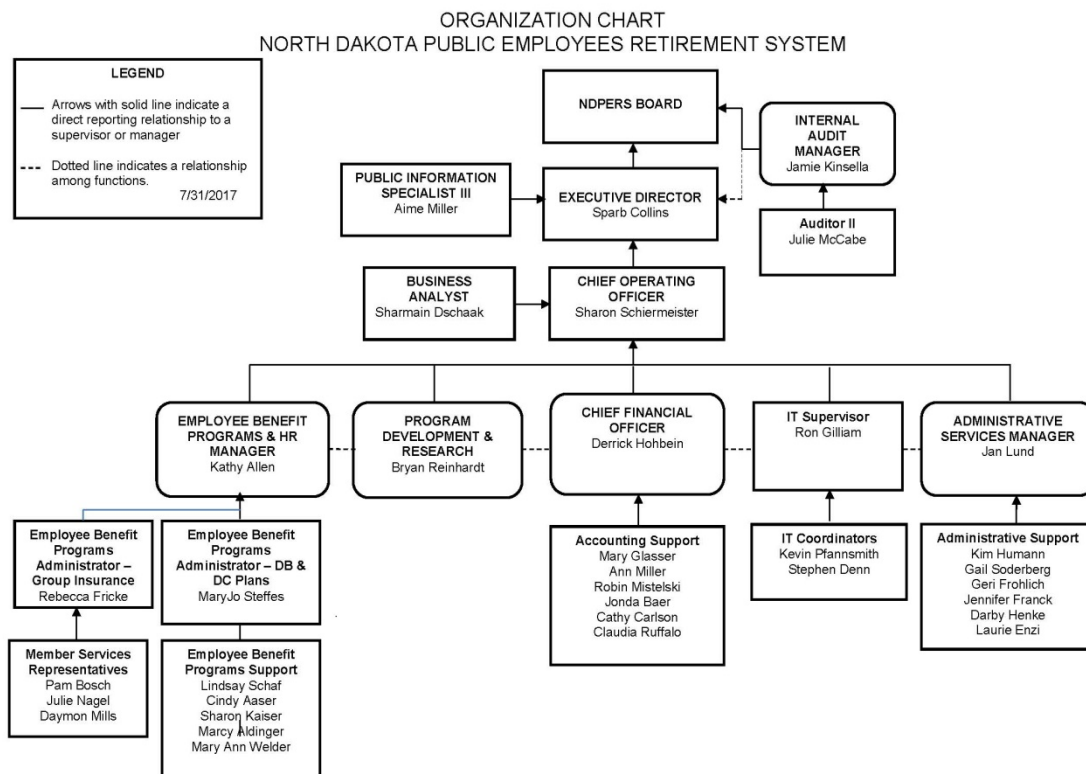 ORGANIZATION CHART
NORTH DAKOTA PUBLIC EMPLOYEES RETIREMENT SYSTEM
LEGEND
Arrows with solid line indicate a
direct reporting relationship to a
supervisor or manager
Dotted line indicates a relationship
among functions.
7/31/2017
NDPERS BOARD
INTERNAL
AUDIT
MANAGER
Jamie Kinsella
PUBLIC INFORMATION
SPECIALIST III
Aime Miller
EXECUTIVE DIRECTOR
Sparb Collins
Auditor II
Julie McCabe
BUSINESS
ANALYST
Sharmain Dschaak
CHIEF OPERATING
OFFICER
Sharon Schiermeister
EMPLOYEE BENEFIT
PROGRAMS & HR
MANAGER
Kathy Allen
PROGRAM
DEVELOPMENT &
RESEARCH
Bryan Reinhardt
CHIEF FINANCIAL
OFFICER
Derrick Hohbein
IT Supervisor
Ron Gilliam
ADMINISTRATIVE
SERVICES MANAGER
Jan Lund
Employee Benefit
Programs
Administrator –
Group Insurance
Rebecca Fricke
Employee Benefit
Programs
Administrator – DB &
DC Plans
MaryJo Steffes
Accounting Support
Mary Glasser
Ann Miller
Robin Mistelski
Jonda Baer
Cathy Carlson
Claudia Ruffalo
IT Coordinators
Kevin Pfannsmith
Stephen Denn
Administrative Support
Kim Humann
Gail Soderberg
Geri Frohlich
Jennifer Franck
Darby Henke
Laurie Enzi
Member Services
Representatives
Pam Bosch
Julie Nagel
Daymon Mills
Employee Benefit
Programs Support
Lindsay Schaf
Cindy Aaser
Sharon Kaiser
Marcy Aldinger
Mary Ann Welder